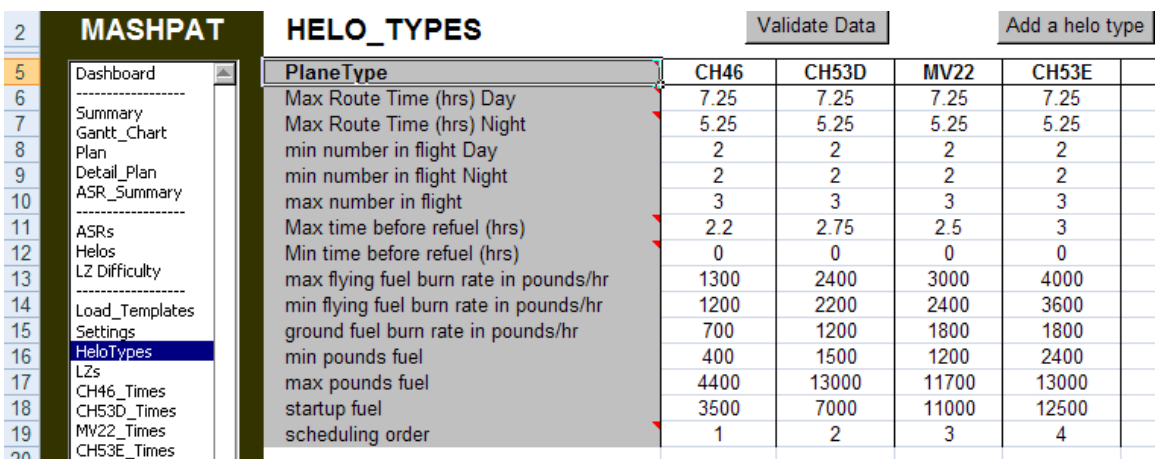 2 MASHPAT HELO_TYPES Validate Data Add a helo type
5 Dashboard PlaneType CH46 CH53D MV22 CH53E
------------------
6 Summary Max Route Time (hrs) Day 7.25 7.25 7.25 7.25
7 Gantt_Chart Max Route Time (hrs) Night 5.25 5.25 5.25 5.25
8 Plan min number in flight Day 2 2 2 2
9 Detail_Plan min number in flight Night 2 2 2 2
10 ASR_Summary max number in flight 3 3 3 3
------------------
11 ASRs Max time before refuel (hrs) 2.2 2.75 2.5 3
12 Helos Min time before refuel (hrs) 0 0 0 0
13 LZ Difficulty max flying fuel burn rate in pounds/hr 1300 2400 3000 4000
------------------
14 Load_Templates min flying fuel burn rate in pounds/hr 1200 2200 2400 3600
15 Settings ground fuel burn rate in pounds/hr 700 1200 1800 1800
16 HeloTypes min pounds fuel 400 1500 1200 2400
17 LZs max pounds fuel 4400 13000 11700 13000
CH46_Times
18 CH53D_Times startup fuel 3500 7000 11000 12500
19 MV22_Times scheduling order 1 2 3 4
20 CH53E_Times